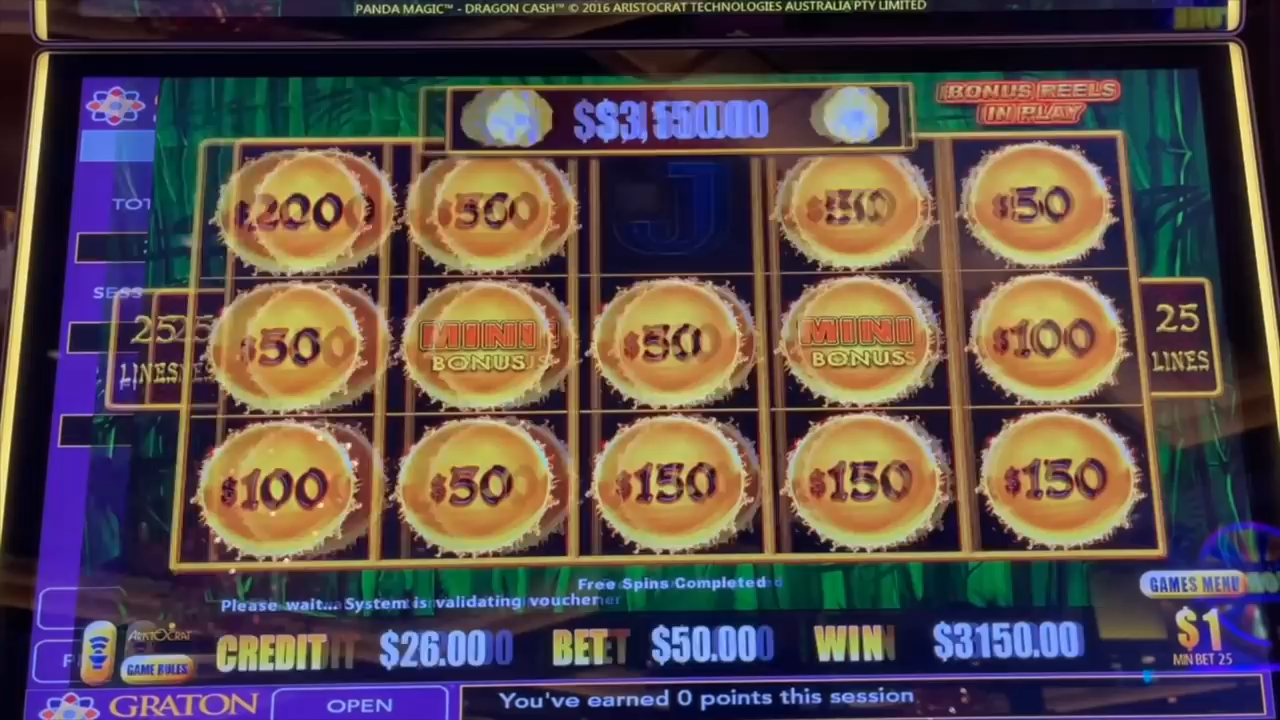 PANDA MAGIC™ - DRAGON CASH™ © 2016 ARISTOCRAT TECHNOLOGIES AUSTRALIA PTY LIMITED
BONUS REELS
IN PLAY
$50
$50
MINI
BONUS
$50
MINI
BONUS
$100
25
LINES
25
LINES
$100
$50
$150
$150
$150
Free Spins Completed
Please wait... System is validating voucher
GAMES MENU
ARISTOCRAT
GAME RULES
CREDIT $26.00 BET $50.00 WIN $3150.00
$1
MIN BET 25
GRATON
OPEN
You've earned 0 points this session